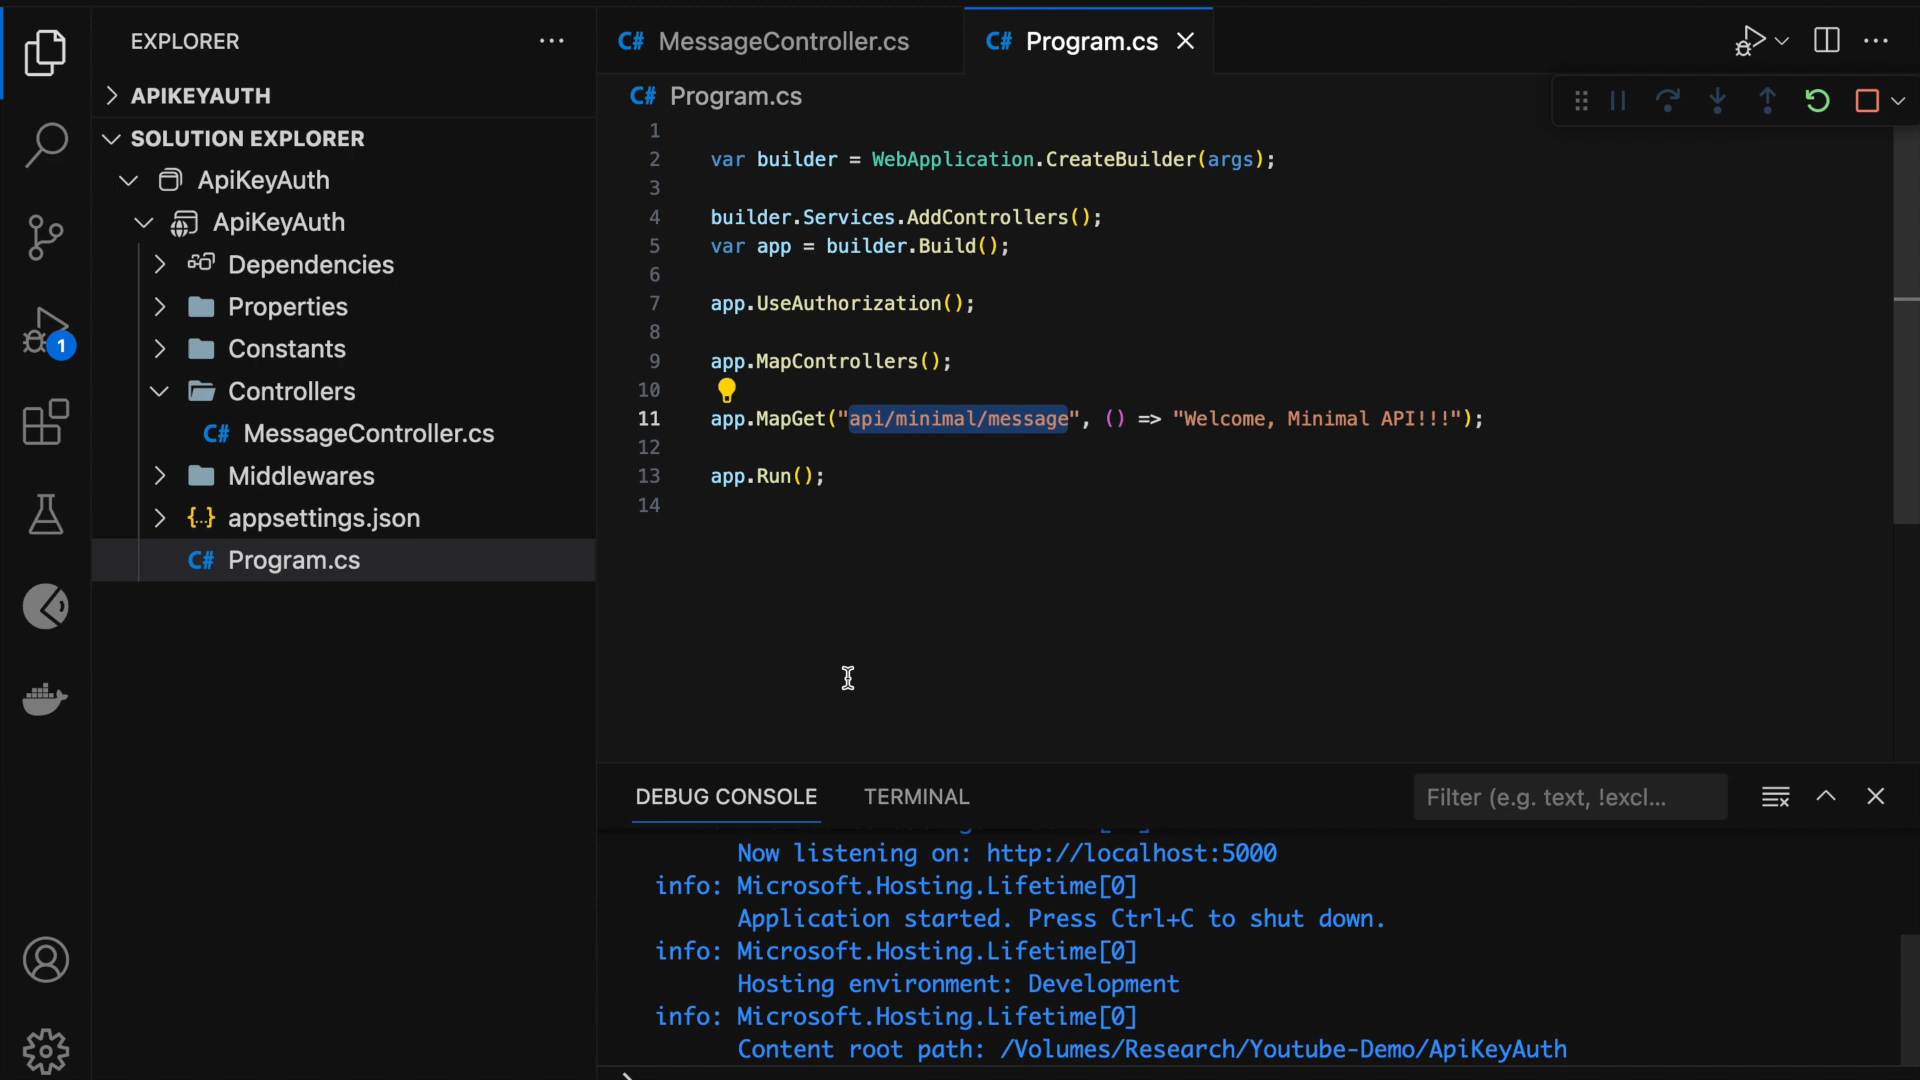 EXPLORER
APIKEYAUTH
SOLUTION EXPLORER
ApiKeyAuth
ApiKeyAuth
Dependencies
Properties
Constants
Controllers
C# MessageController.cs
Middlewares
{..} appsettings.json
C# Program.cs
1
C# MessageController.cs
C# Program.cs
C# Program.cs
1
2 var builder = WebApplication.CreateBuilder(args);
3
4 builder.Services.AddControllers();
5 var app = builder.Build();
6
7 app.UseAuthorization();
8
9 app.MapControllers();
10
11 app.MapGet("api/minimal/message", () => "Welcome, Minimal API!!!");
12
13 app.Run();
14
DEBUG CONSOLE TERMINAL Filter (e.g. text, !excl...
Now listening on: http://localhost:5000
info: Microsoft.Hosting.Lifetime[0]
Application started. Press Ctrl+C to shut down.
info: Microsoft.Hosting.Lifetime[0]
Hosting environment: Development
info: Microsoft.Hosting.Lifetime[0]
Content root path: /Volumes/Research/Youtube-Demo/ApiKeyAuth